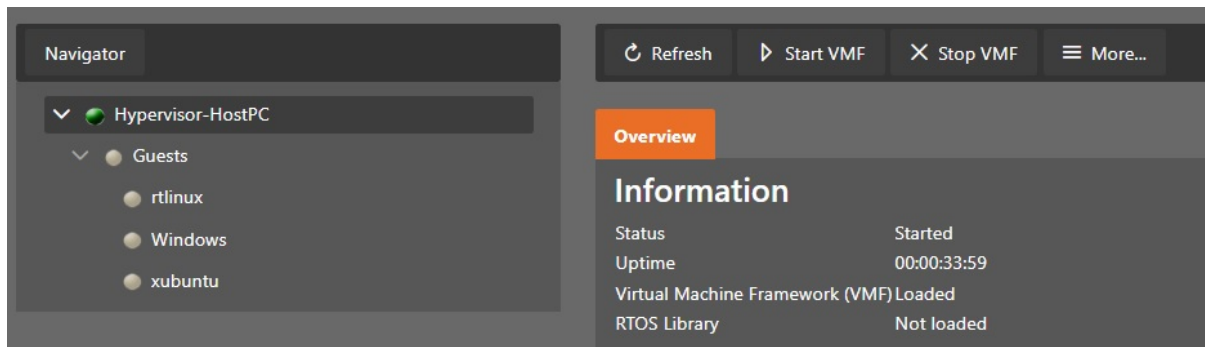 Navigator
Hypervisor-HostPC
Guests
rtlinux
Windows
xubuntu
Refresh Start VMF Stop VMF More...
Overview
Information
Status Started
Uptime 00:00:33:59
Virtual Machine Framework (VMF) Loaded
RTOS Library Not loaded